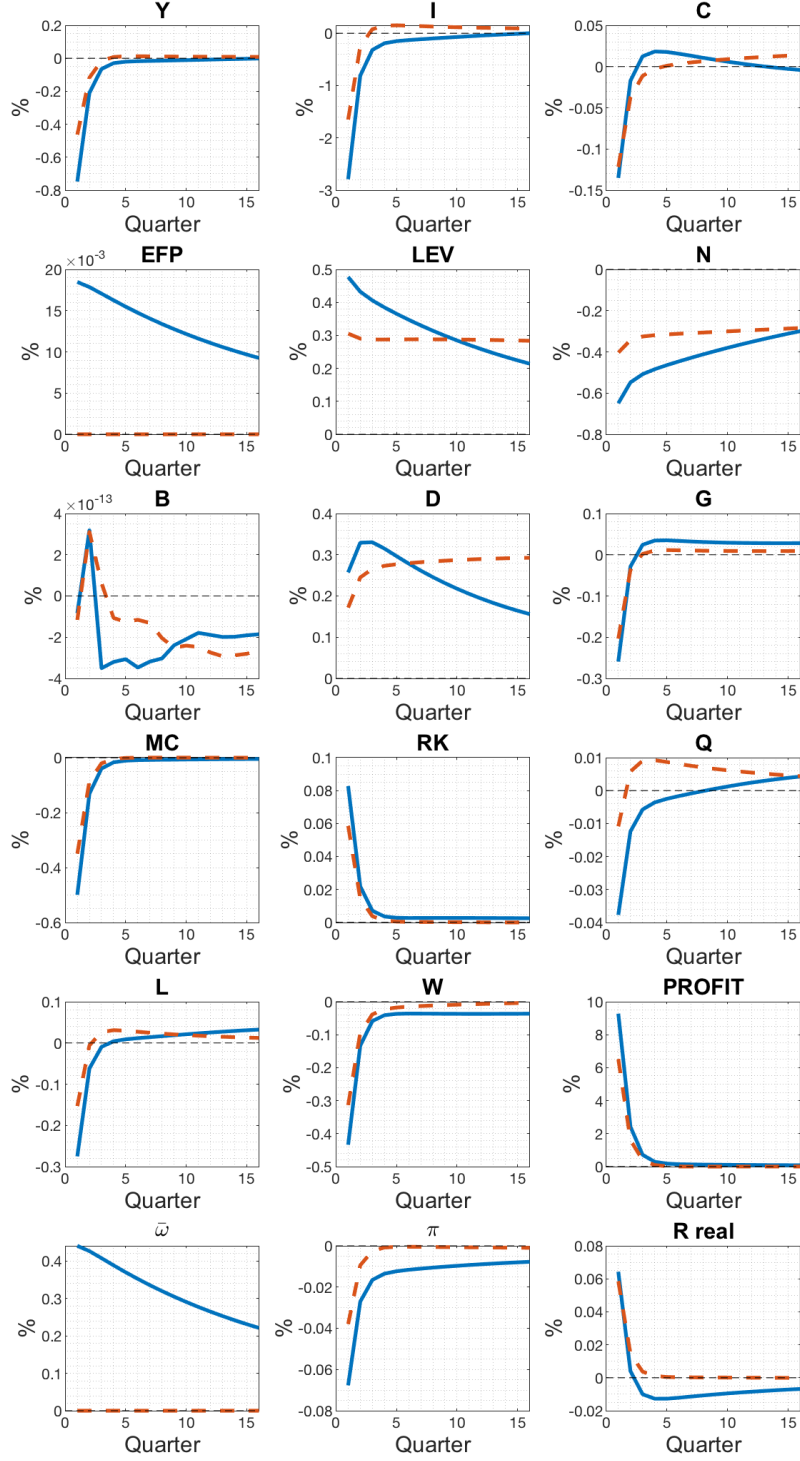 Y I C
0.2 0 -0.2 -0.4 -0.6 -0.8
%
0 5 10 15
Quarter
0 -1 -2 -3
%
0 5 10 15
Quarter
0.05 0 -0.05 -0.1 -0.15
%
0 5 10 15
Quarter
EFP LEV N
×10-3
20 15 10 5 0
%
0 5 10 15
Quarter
0.5 0.4 0.3 0.2 0.1 0
%
0 5 10 15
Quarter
0 -0.2 -0.4 -0.6 -0.8
%
0 5 10 15
Quarter
B D G
×10-13
4 2 0 -2 -4
%
0 5 10 15
Quarter
0.4 0.3 0.2 0.1 0
%
0 5 10 15
Quarter
0.1 0 -0.1 -0.2 -0.3
%
0 5 10 15
Quarter
MC RK Q
0 -0.2 -0.4 -0.6
%
0 5 10 15
Quarter
0.1 0.08 0.06 0.04 0.02 0
%
0 5 10 15
Quarter
0.01 0 -0.01 -0.02 -0.03 -0.04
%
0 5 10 15
Quarter
L W PROFIT
0.1 0 -0.1 -0.2 -0.3
%
0 5 10 15
Quarter
0 -0.1 -0.2 -0.3 -0.4 -0.5
%
0 5 10 15
Quarter
10 8 6 4 2 0
%
0 5 10 15
Quarter
ω̄ π R real
0.4 0.3 0.2 0.1 0
%
0 5 10 15
Quarter
0 -0.02 -0.04 -0.06 -0.08
%
0 5 10 15
Quarter
0.08 0.06 0.04 0.02 0 -0.02
%
0 5 10 15
Quarter